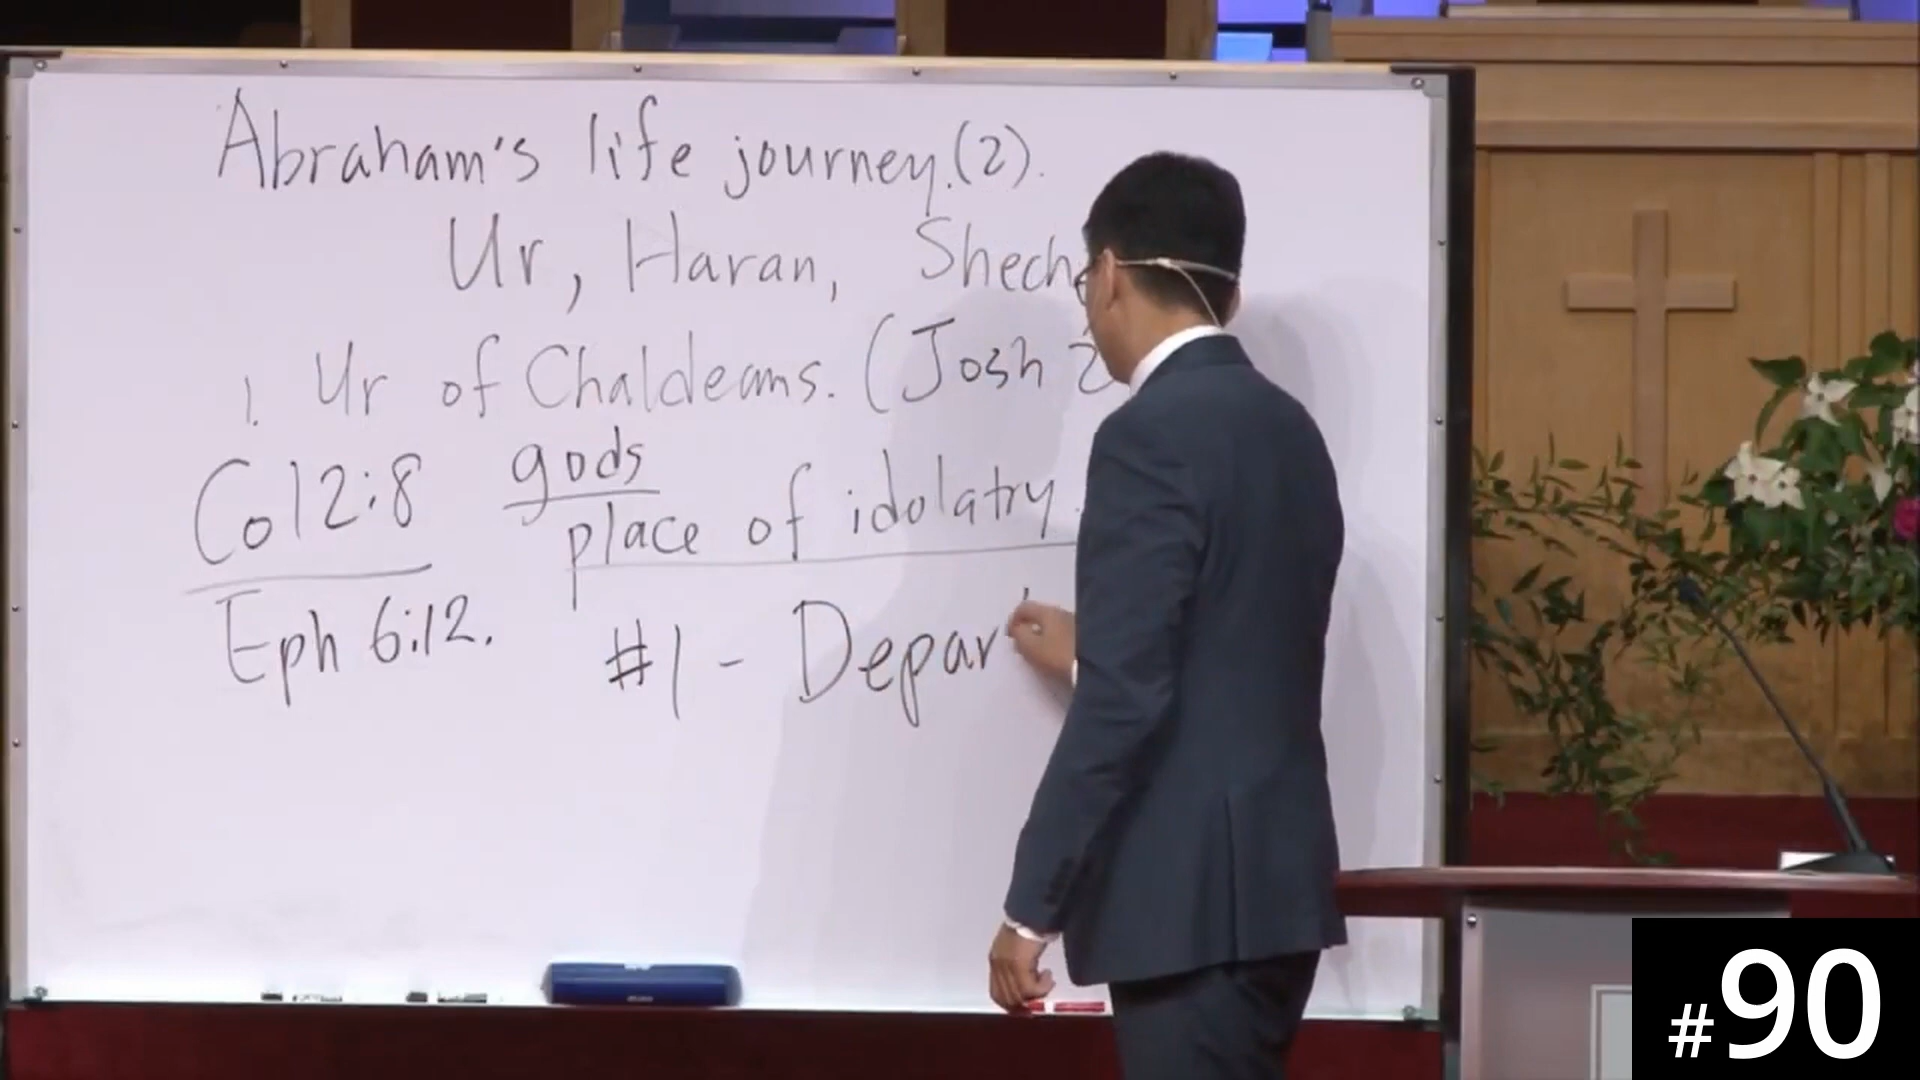 Abraham's life journey.(2).
Ur, Haran, Shech
1. Ur of Chaldeans. (Josh 2
Col 2:8 gods
place of idolatry.
Eph 6:12.
#1 - Depar
#90